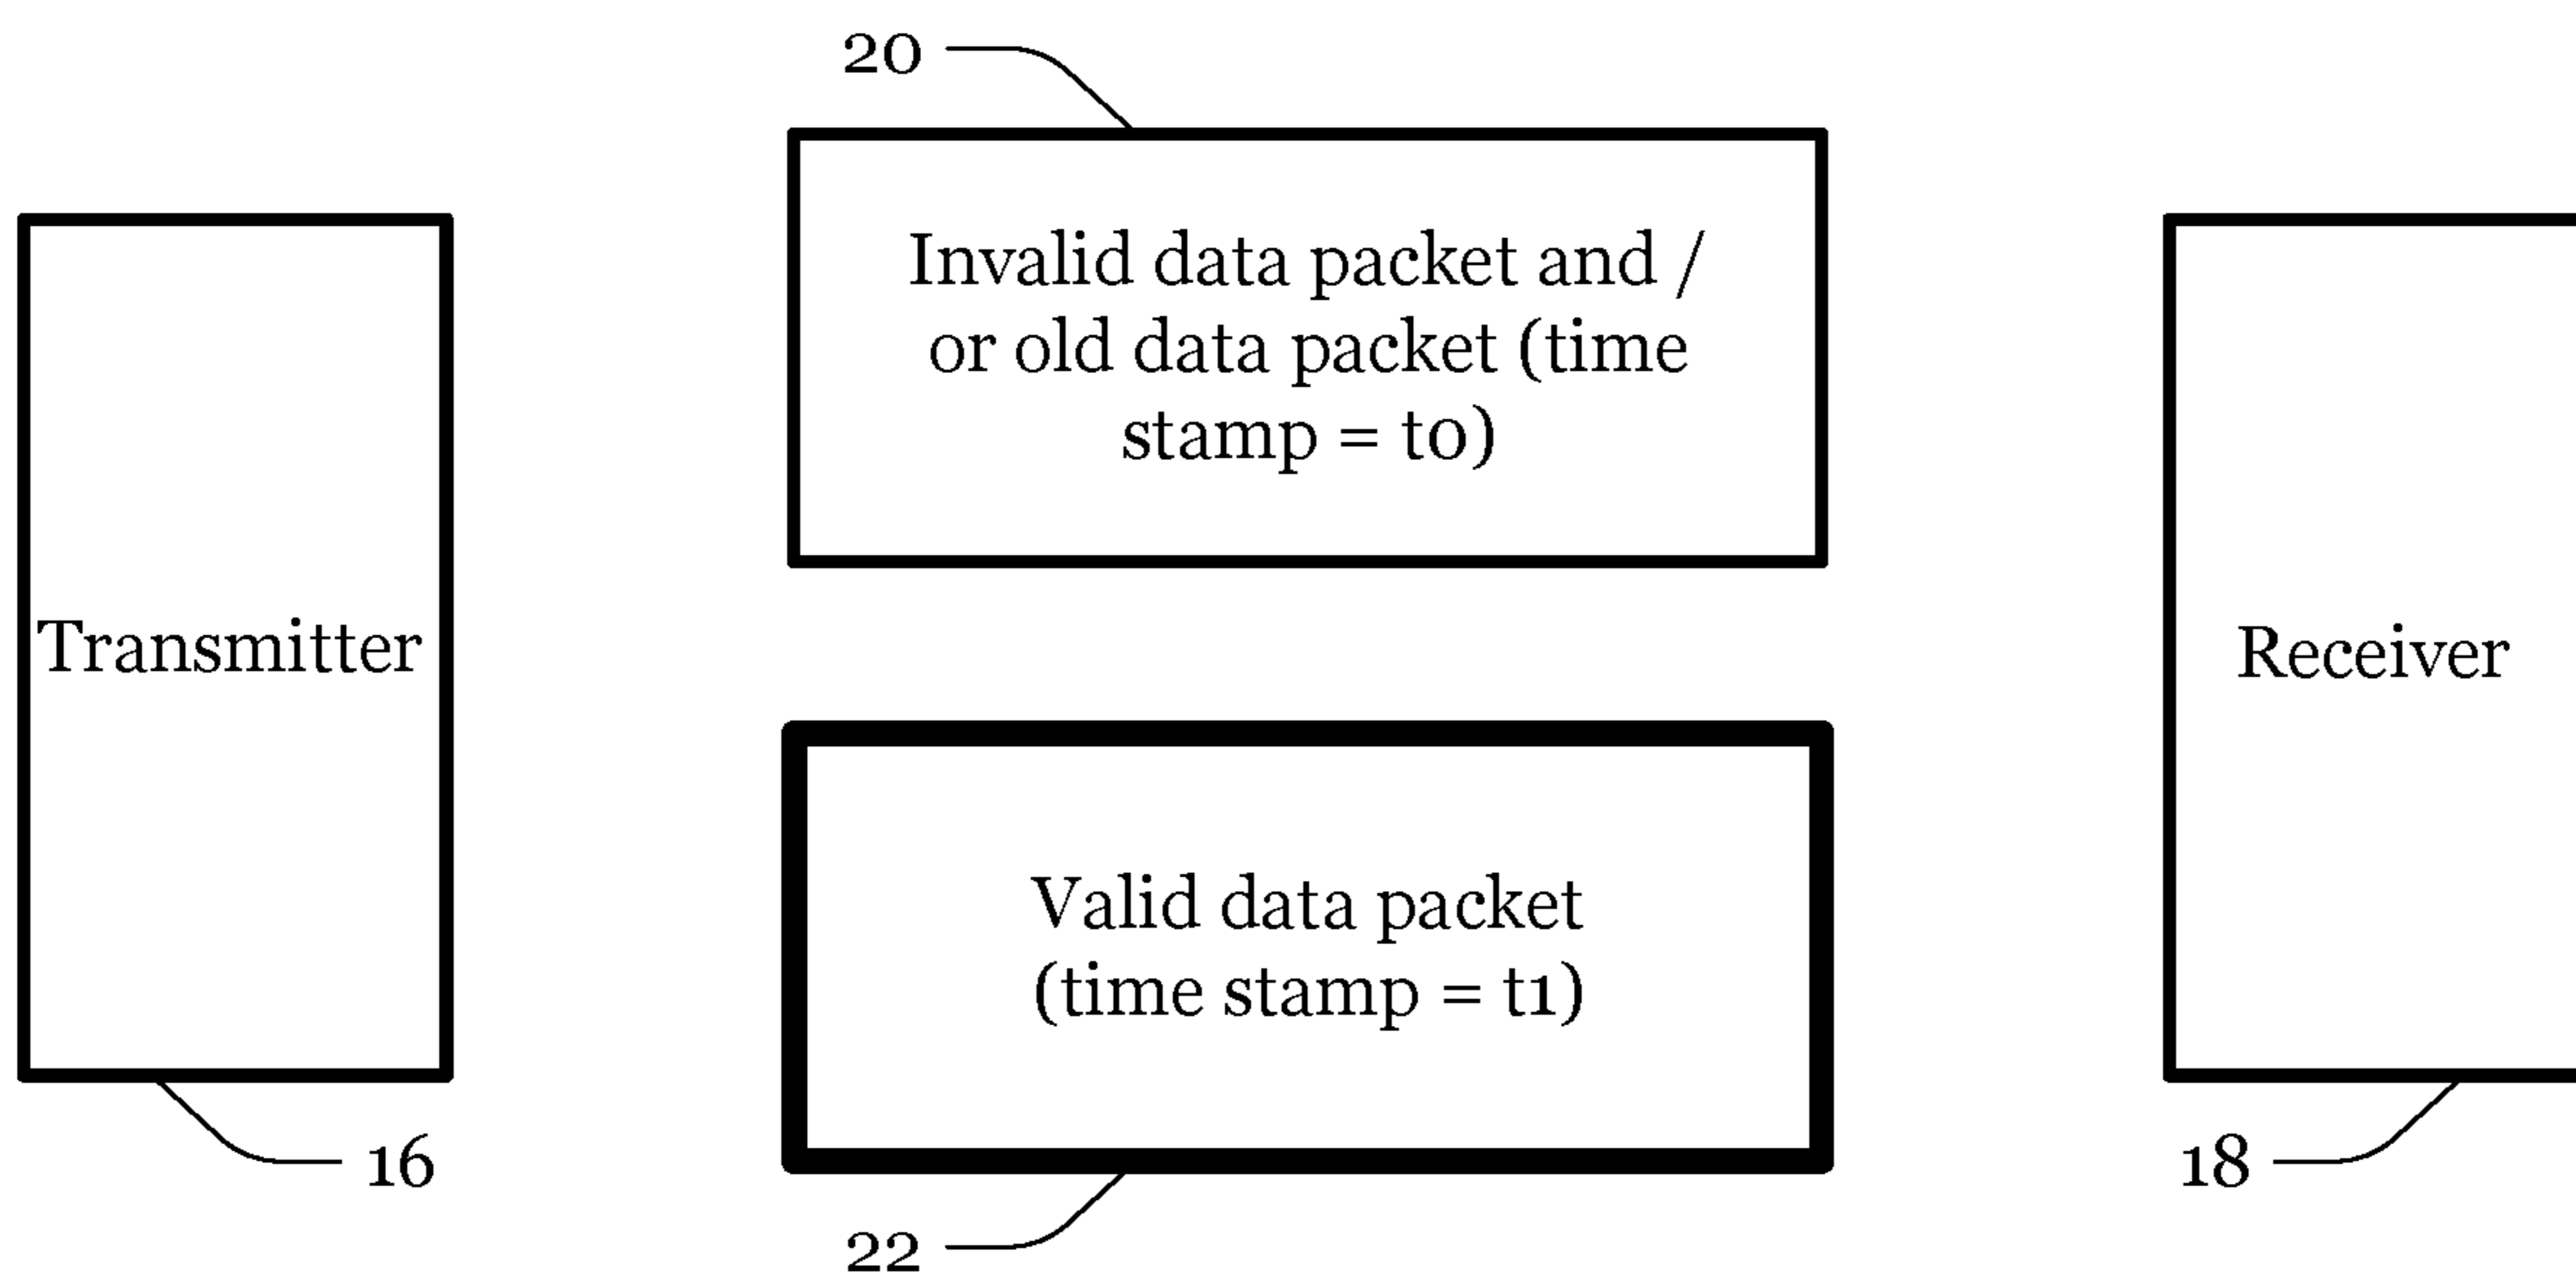 20
Invalid data packet and /
or old data packet (time
stamp = t0)
Transmitter
Receiver
Valid data packet
(time stamp = t1)
16
18
22